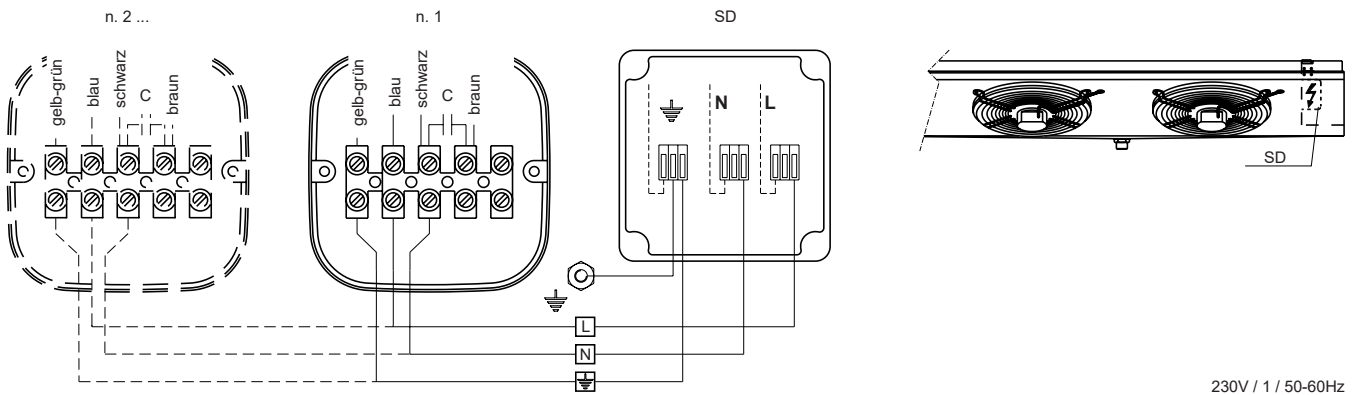 n. 2 ...
n. 1
SD
gelb-grün
blau
schwarz
C
braun
gelb-grün
blau
schwarz
C
braun
N
L
SD
L
N
230V / 1 / 50-60Hz